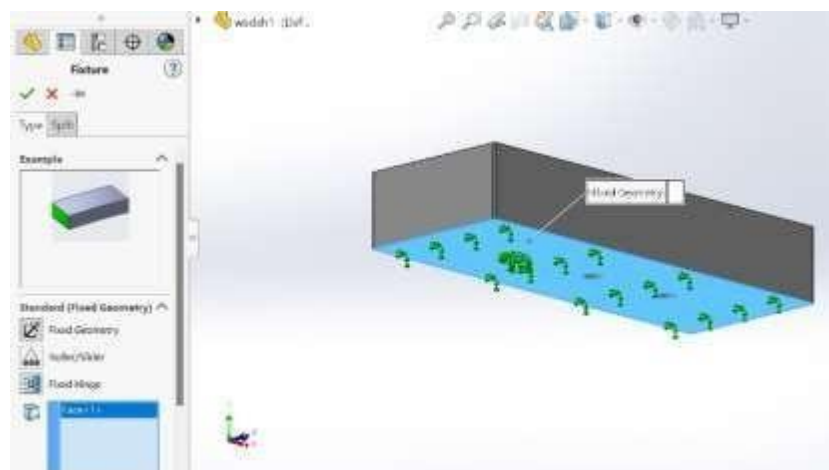 Fixture
Type Split
Example
Standard (Fixed Geometry)
Fixed Geometry
Roller/Slider
Fixed Hinge
Face<1>
Fixed Geometry: